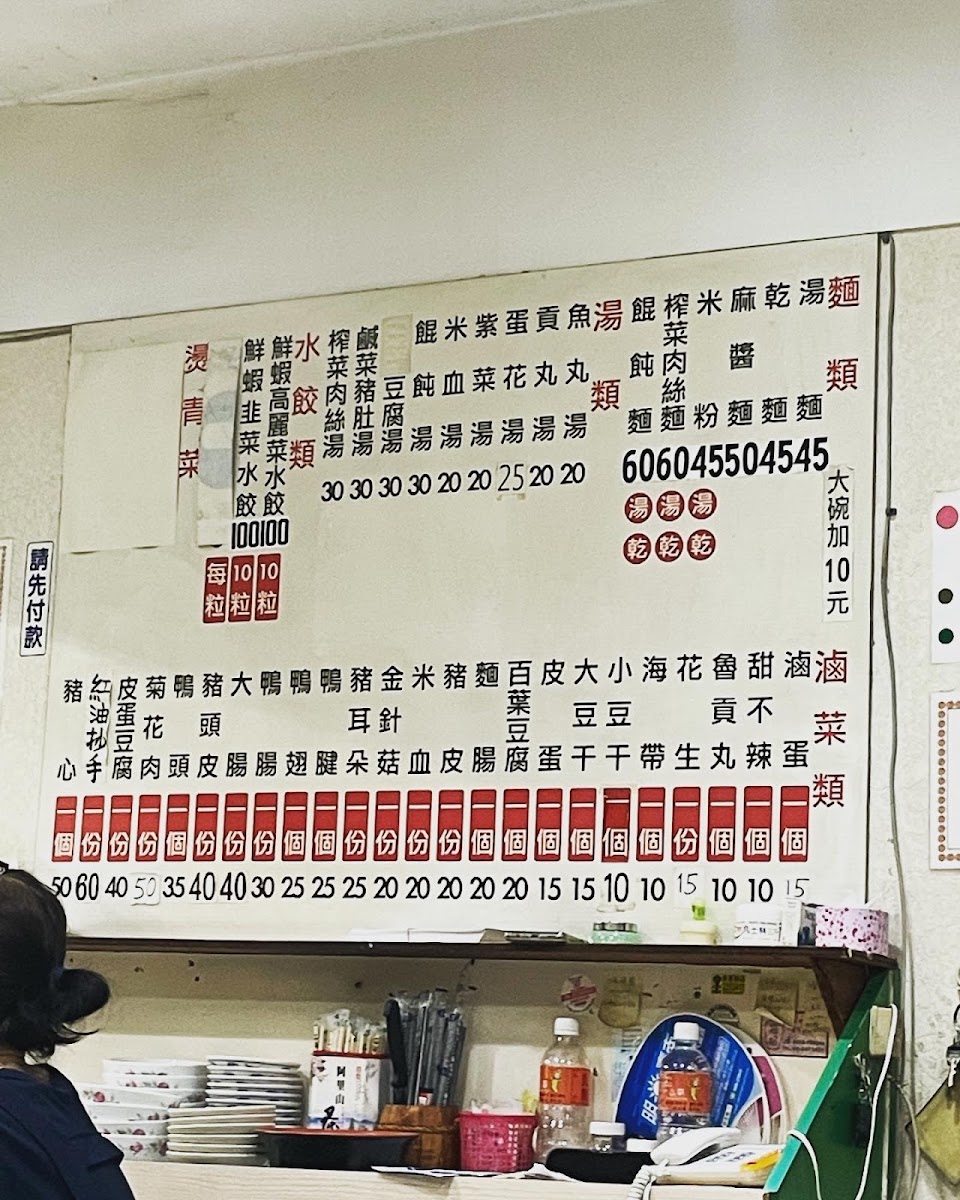 麵類
湯麵 45
乾麵 45
麻醬麵 50
米粉 45 湯 乾
榨菜肉絲麵 60 湯 乾
餛飩麵 60 湯 乾
大碗加10元
湯類
魚丸湯 20
貢丸湯 20
蛋花湯 25
紫菜湯 20
米血湯 20
餛飩湯 30
豆腐湯 30
鹹菜豬肚湯 30
榨菜肉絲湯 30
水餃類
鮮蝦高麗菜水餃 100 10粒
鮮蝦韭菜水餃 100 10粒
每粒
燙青菜
滷菜類
滷蛋 一個 15
甜不辣 一個 10
魯貢丸 一個 10
花生 一份 15
海帶 一個 10
小豆干 一個 10
大豆干 一個 15
皮蛋 一個 15
百葉豆腐 一個 20
麵腸 一個 20
豬皮 一份 20
米血 一份 20
金針菇 一份 20
豬耳朵 一份 25
鴨腱 一個 25
鴨翅 一個 25
鴨腸 一份 30
大腸 一份 40
豬頭皮 一份 40
鴨頭 一個 35
菊花肉 一份 50
皮蛋豆腐 一份 40
紅油抄手 一份 60
豬心 一個 50
請先付款
阿里山